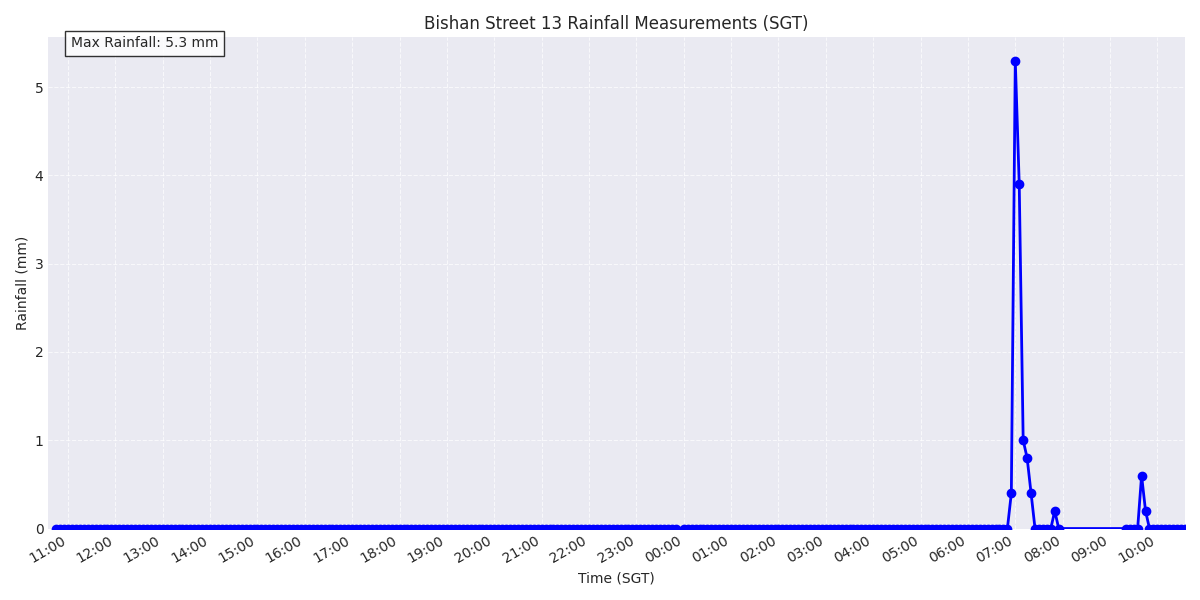 Bishan Street 13 Rainfall Measurements (SGT)
Max Rainfall: 5.3 mm
Rainfall (mm)
5
4
3
2
1
0
11:00 12:00 13:00 14:00 15:00 16:00 17:00 18:00 19:00 20:00 21:00 22:00 23:00 00:00 01:00 02:00 03:00 04:00 05:00 06:00 07:00 08:00 09:00 10:00
Time (SGT)